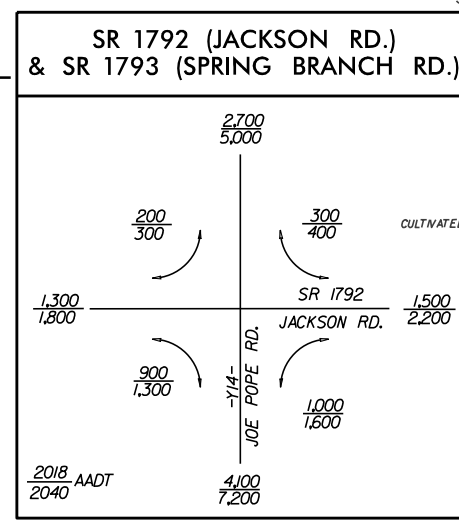 SR 1792 (JACKSON RD.)
& SR 1793 (SPRING BRANCH RD.)
2,700
5,000
200
300
300
400
CULTIVATED
1,300
1,800
SR 1792
JACKSON RD.
1,500
2,200
900
1,300
-Y14-
JOE POPE RD.
1,000
1,600
2018
2040 AADT
4,100
7,200